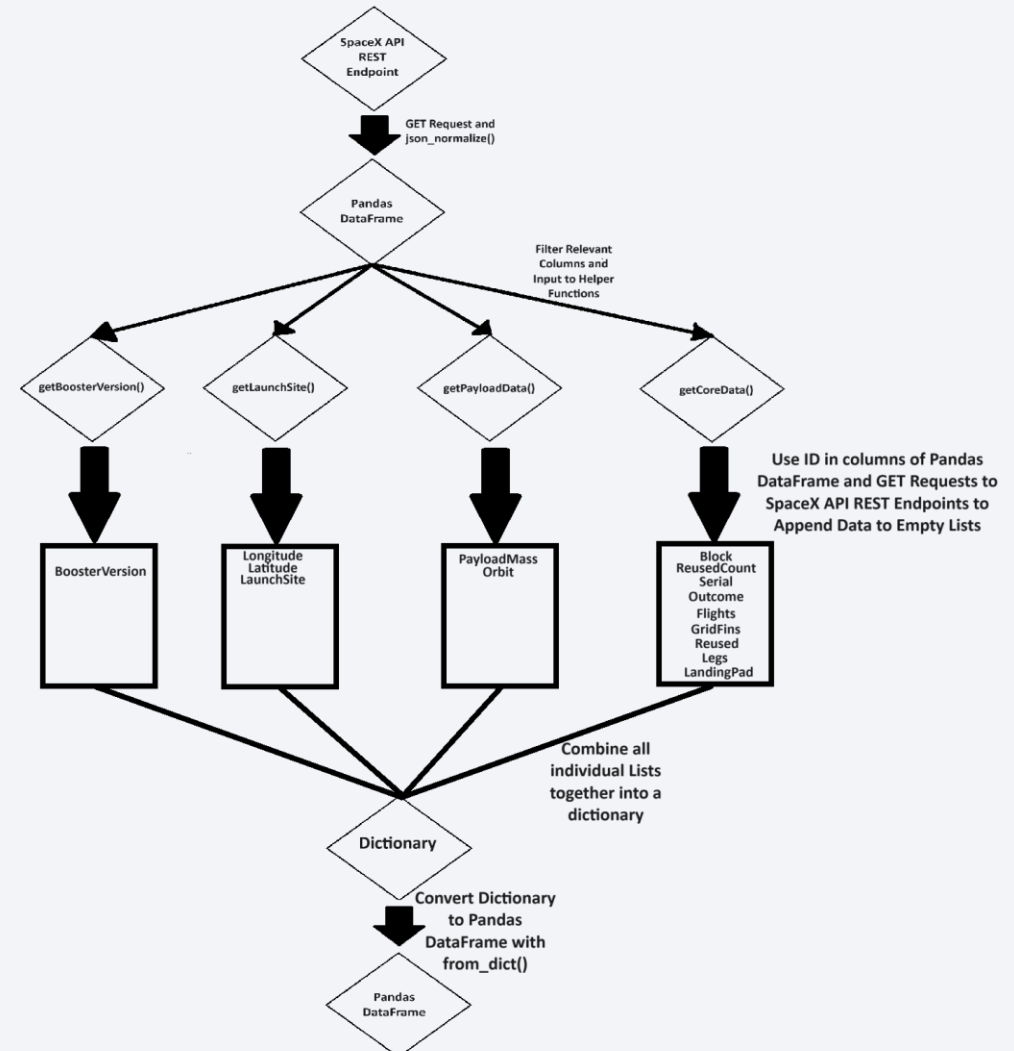 SpaceX API
REST
Endpoint
GET Request and
json_normalize()
Pandas
DataFrame
Filter Relevant
Columns and
Input to Helper
Functions
getBoosterVersion()
getLaunchSite()
getPayloadData()
getCoreData()
Use ID in columns of Pandas
DataFrame and GET Requests to
SpaceX API REST Endpoints to
Append Data to Empty Lists
BoosterVersion
Longitude
Latitude
LaunchSite
PayloadMass
Orbit
Block
ReusedCount
Serial
Outcome
Flights
GridFins
Reused
Legs
LandingPad
Combine all
individual Lists
together into a
dictionary
Dictionary
Convert Dictionary
to Pandas
DataFrame with
from_dict()
Pandas
DataFrame